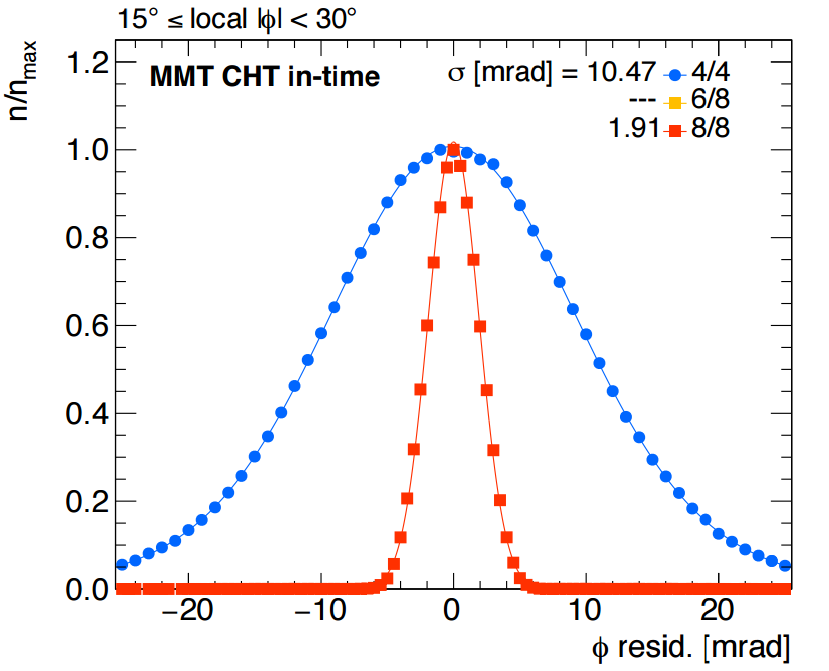 15° ≤ local |ϕ| < 30°
n/nmax
MMT CHT in-time
σ [mrad] = 10.47 4/4
--- 6/8
1.91 8/8
1.2
1.0
0.8
0.6
0.4
0.2
0.0
−20 −10 0 10 20
ϕ resid. [mrad]